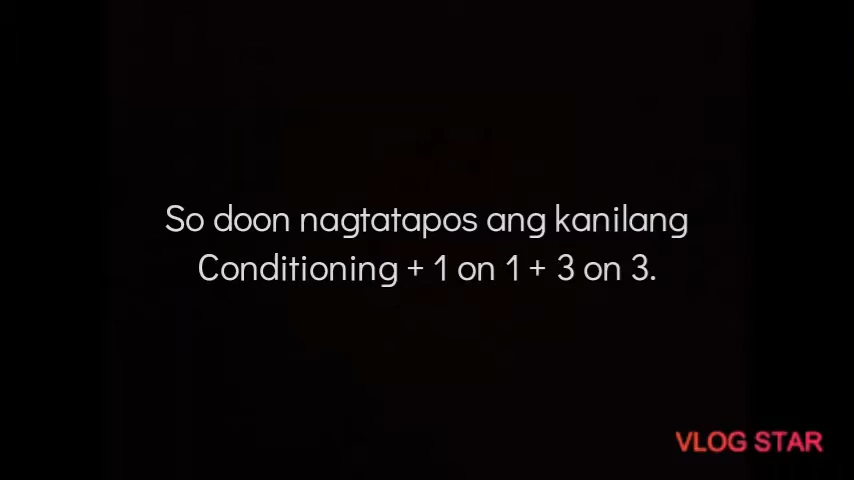 So doon nagtatapos ang kanilang
Conditioning + 1 on 1 + 3 on 3.
VLOG STAR